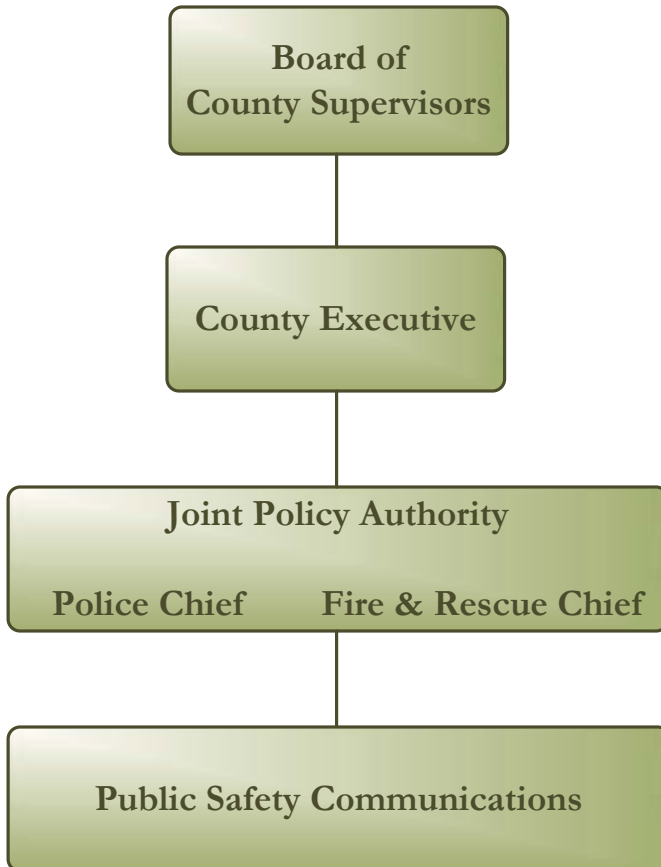 Board of
County Supervisors
County Executive
Joint Policy Authority
Police Chief Fire & Rescue Chief
Public Safety Communications